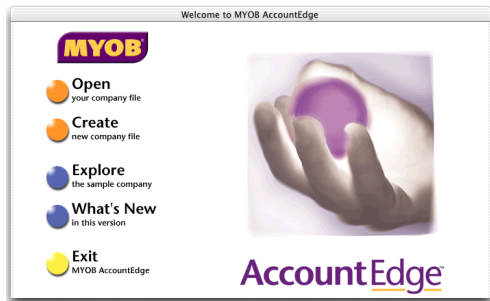 Welcome to MYOB AccountEdge
MYOB
Open
your company file
Create
new company file
Explore
the sample company
What's New
in this version
Exit
MYOB AccountEdge
AccountEdge™